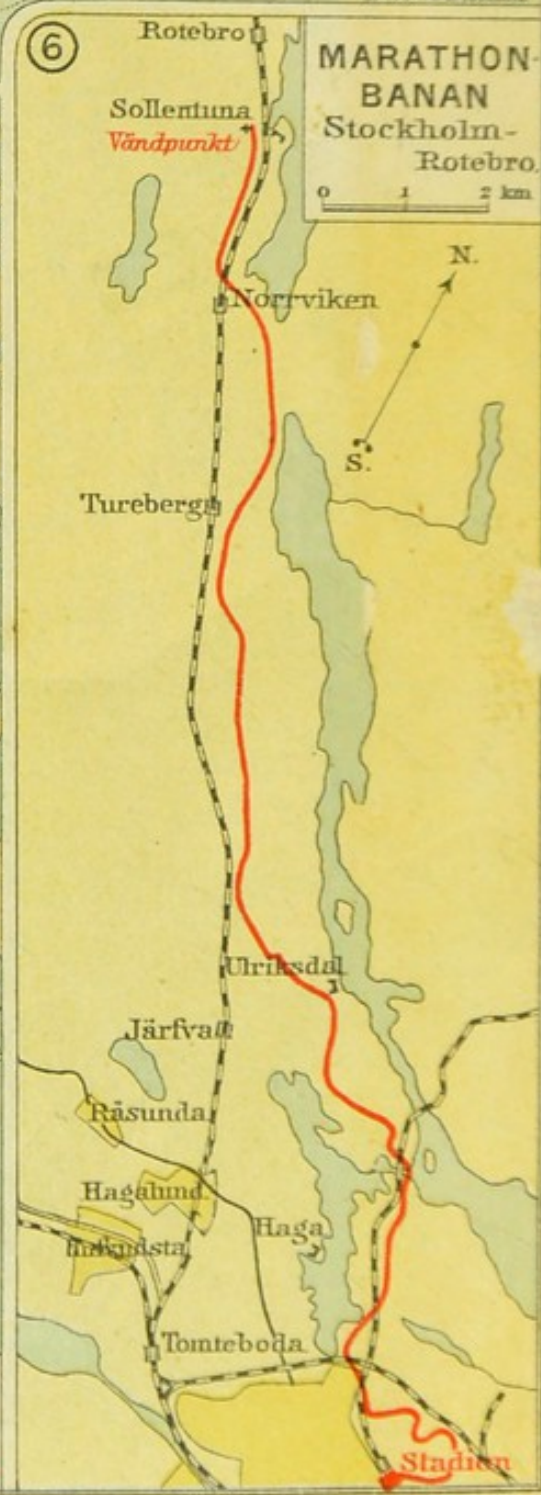 6
MARATHON-
BANAN
Stockholm-
Rotebro.
0 1 2 km
N.
S.
Rotebro
Sollentuna
Vändpunkt
Norrviken
Tureberg
Ulriksdal
Järfva
Råsunda
Hagalund
Haga
Tomteboda
Stadion